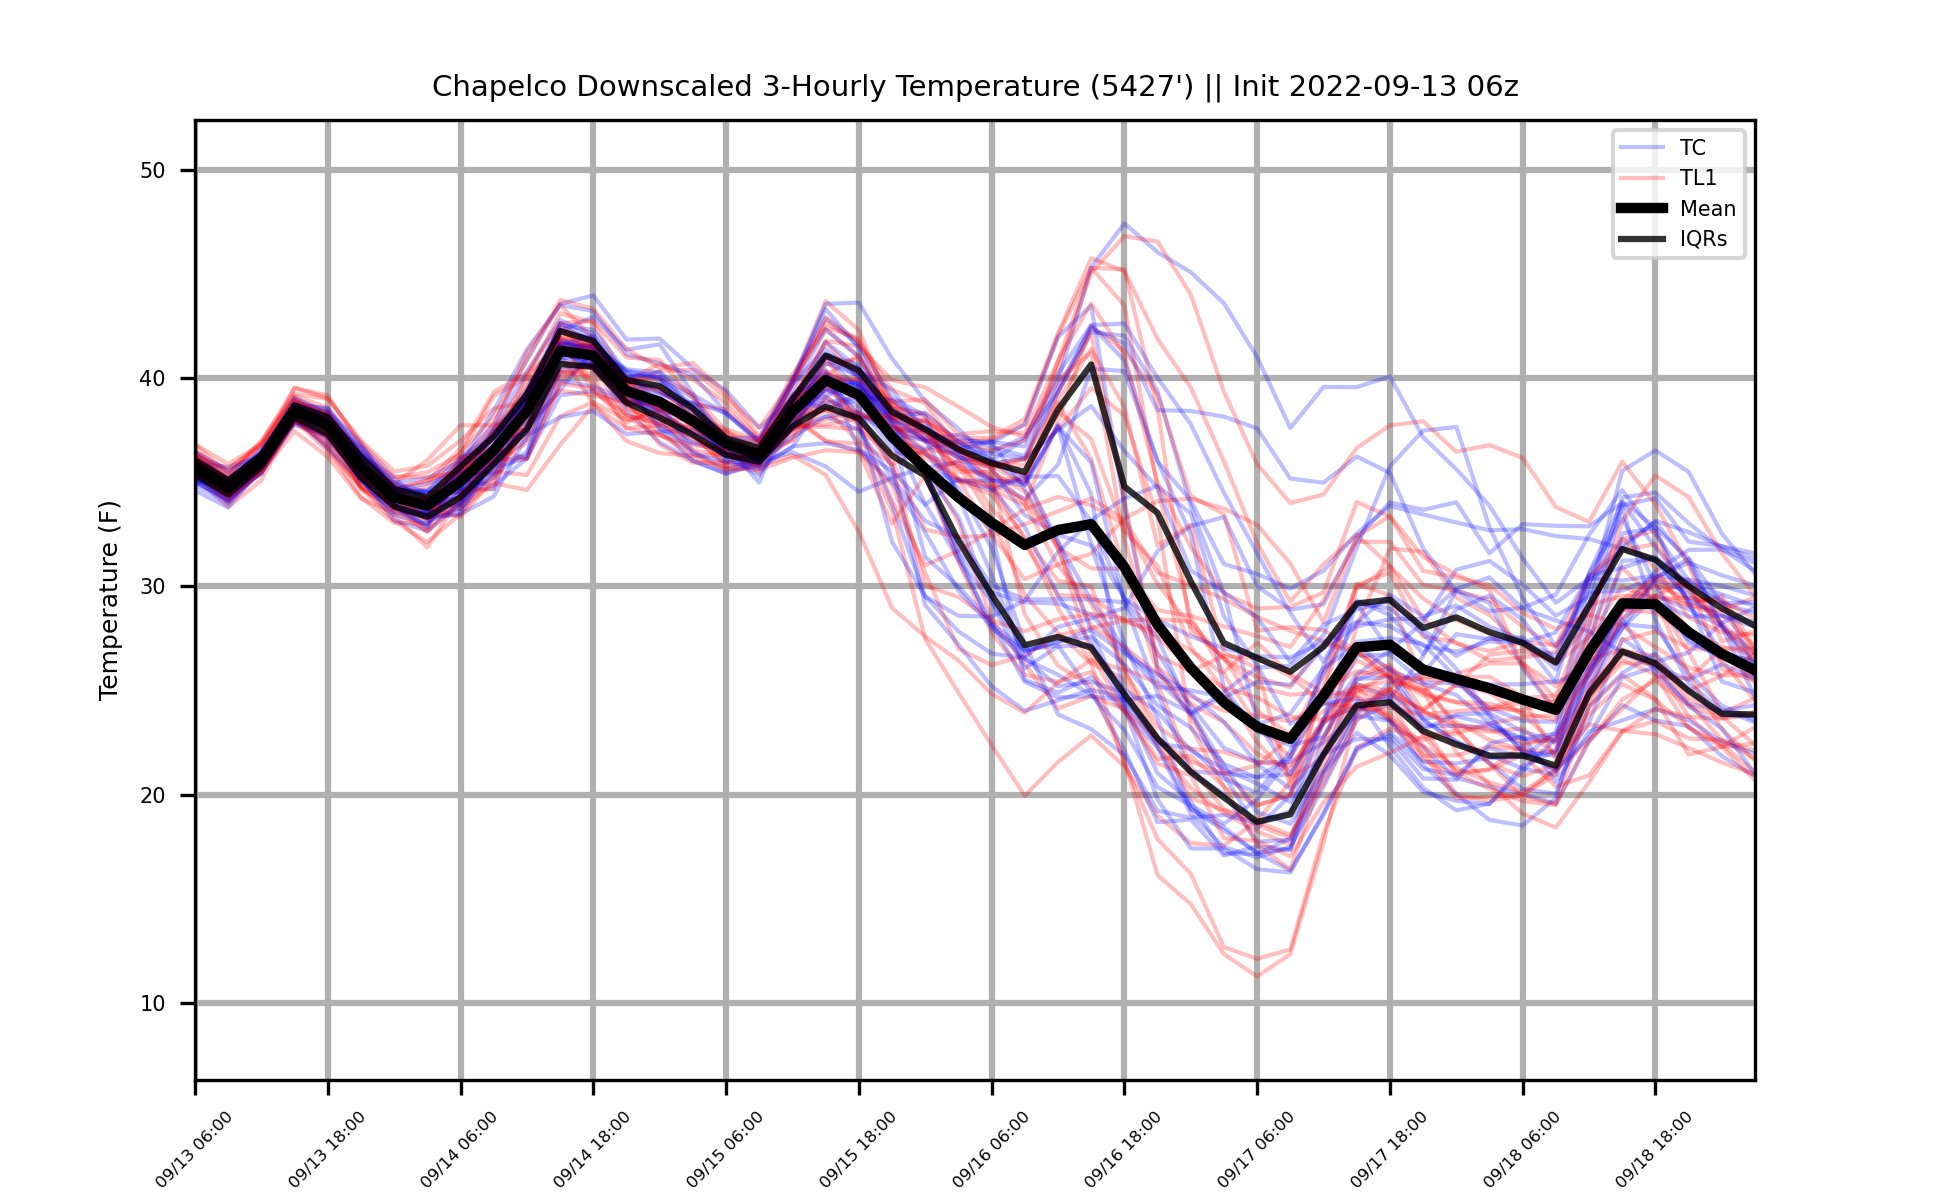 Chapelco Downscaled 3-Hourly Temperature (5427') || Init 2022-09-13 06z
TC
TL1
Mean
IQRs
Temperature (F)
50
40
30
20
10
09/13 06:00
09/13 18:00
09/14 06:00
09/14 18:00
09/15 06:00
09/15 18:00
09/16 06:00
09/16 18:00
09/17 06:00
09/17 18:00
09/18 06:00
09/18 18:00